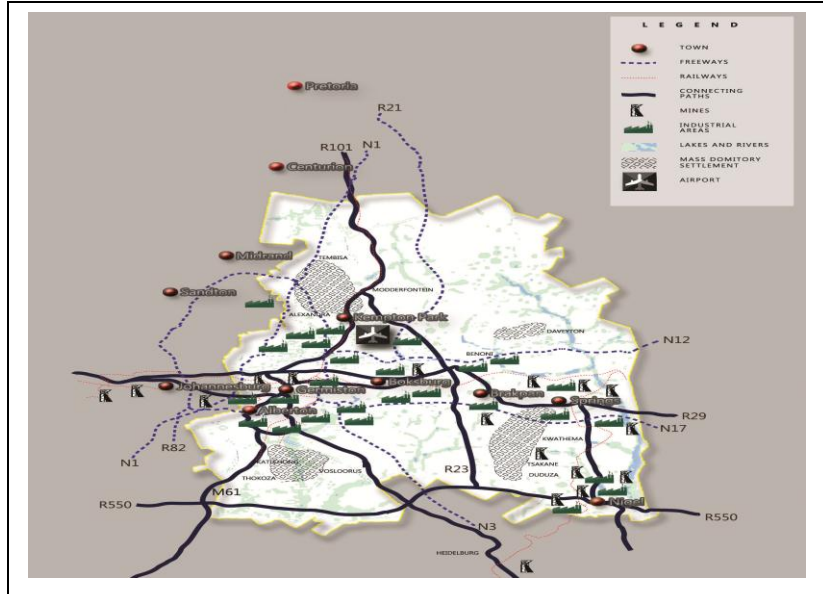 L E G E N D
TOWN
FREEWAYS
RAILWAYS
CONNECTING
PATHS
MINES
INDUSTRIAL
AREAS
LAKES AND RIVERS
MASS DOMITORY
SETTLEMENT
AIRPORT
Pretoria
R21
R101
N1
Centurion
Midrand
TEMBISA
Sandton
MODDERFONTEIN
ALEXANDRA
Kempton Park
DAVEYTON
N12
BENONI
Johannesburg
Germiston
Boksburg
Brakpan
Springs
Alberton
R29
N17
KWATHEMA
N1
R82
KATLEHONG
VOSLOORUS
THOKOZA
R23
TSAKANE
DUDUZA
M61
R550
Nigel
R550
N3
HEIDELBURG